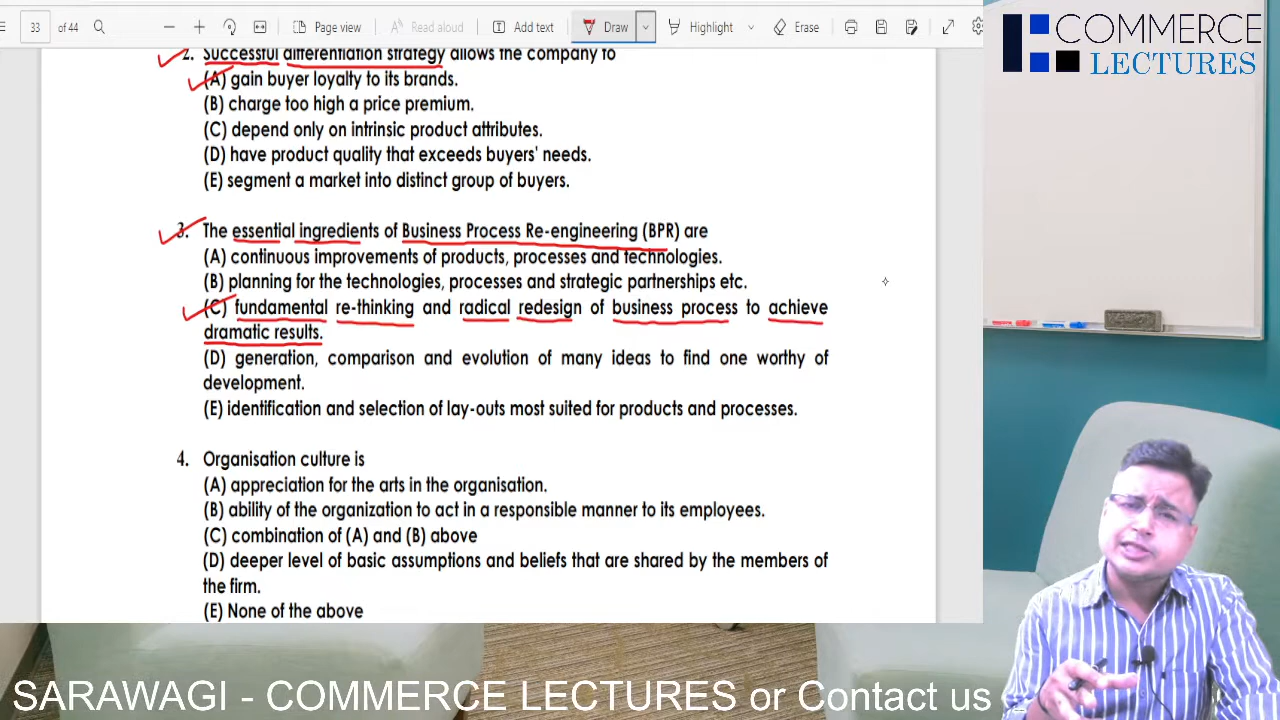 33 of 44 Page view Read aloud Add text Draw Highlight Erase
COMMERCE
LECTURES
2. Successful differentiation strategy allows the company to
(A) gain buyer loyalty to its brands.
(B) charge too high a price premium.
(C) depend only on intrinsic product attributes.
(D) have product quality that exceeds buyers' needs.
(E) segment a market into distinct group of buyers.
3. The essential ingredients of Business Process Re-engineering (BPR) are
(A) continuous improvements of products, processes and technologies.
(B) planning for the technologies, processes and strategic partnerships etc.
(C) fundamental re-thinking and radical redesign of business process to achieve
dramatic results.
(D) generation, comparison and evolution of many ideas to find one worthy of
development.
(E) identification and selection of lay-outs most suited for products and processes.
4. Organisation culture is
(A) appreciation for the arts in the organisation.
(B) ability of the organization to act in a responsible manner to its employees.
(C) combination of (A) and (B) above
(D) deeper level of basic assumptions and beliefs that are shared by the members of
the firm.
(E) None of the above
SARAWAGI - COMMERCE LECTURES or Contact us